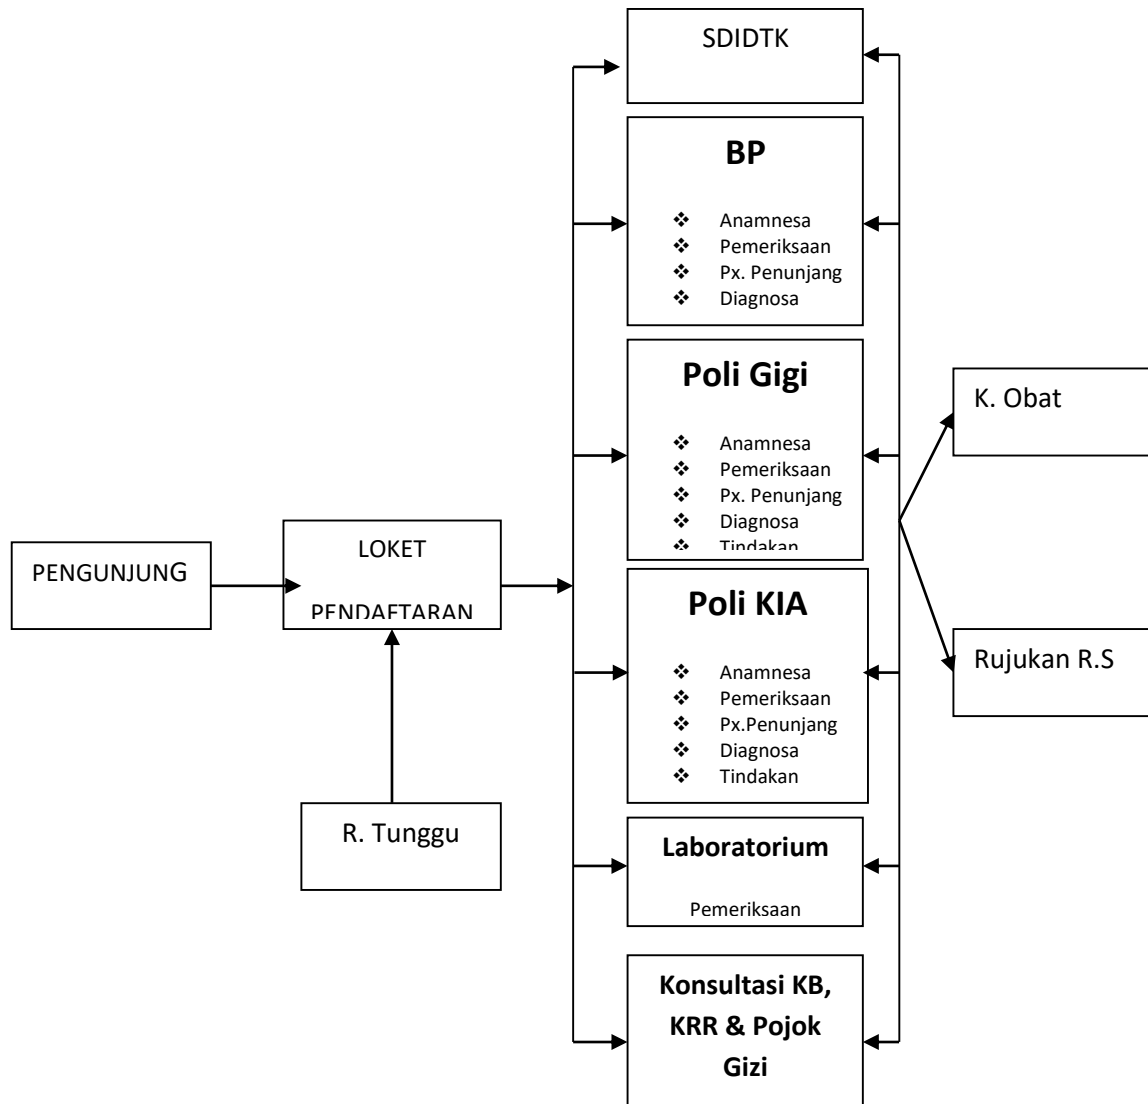 SDIDTK
BP
❖ Anamnesa
❖ Pemeriksaan
❖ Px. Penunjang
❖ Diagnosa
Poli Gigi
❖ Anamnesa
❖ Pemeriksaan
❖ Px. Penunjang
❖ Diagnosa
❖ Tindakan
K. Obat
PENGUNJUNG
LOKET
PENDAFTARAN
Poli KIA
❖ Anamnesa
❖ Pemeriksaan
❖ Px.Penunjang
❖ Diagnosa
❖ Tindakan
Rujukan R.S
R. Tunggu
Laboratorium
Pemeriksaan
Konsultasi KB,
KRR & Pojok
Gizi